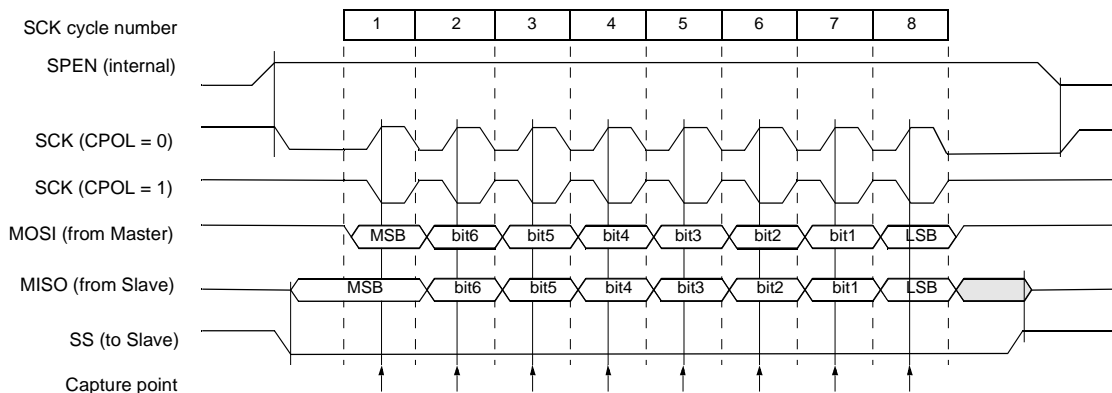 SCK cycle number 1 2 3 4 5 6 7 8
SPEN (internal)
SCK (CPOL = 0)
SCK (CPOL = 1)
MOSI (from Master) MSB bit6 bit5 bit4 bit3 bit2 bit1 LSB
MISO (from Slave) MSB bit6 bit5 bit4 bit3 bit2 bit1 LSB
SS (to Slave)
Capture point